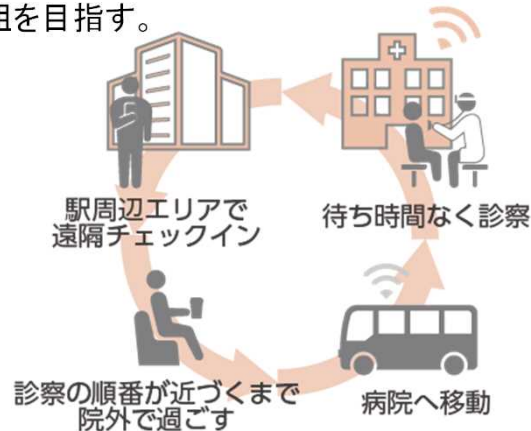 組を目指す。
駅周辺エリアで
遠隔チェックイン
待ち時間なく診察
診察の順番が近づくまで
院外で過ごす
病院へ移動